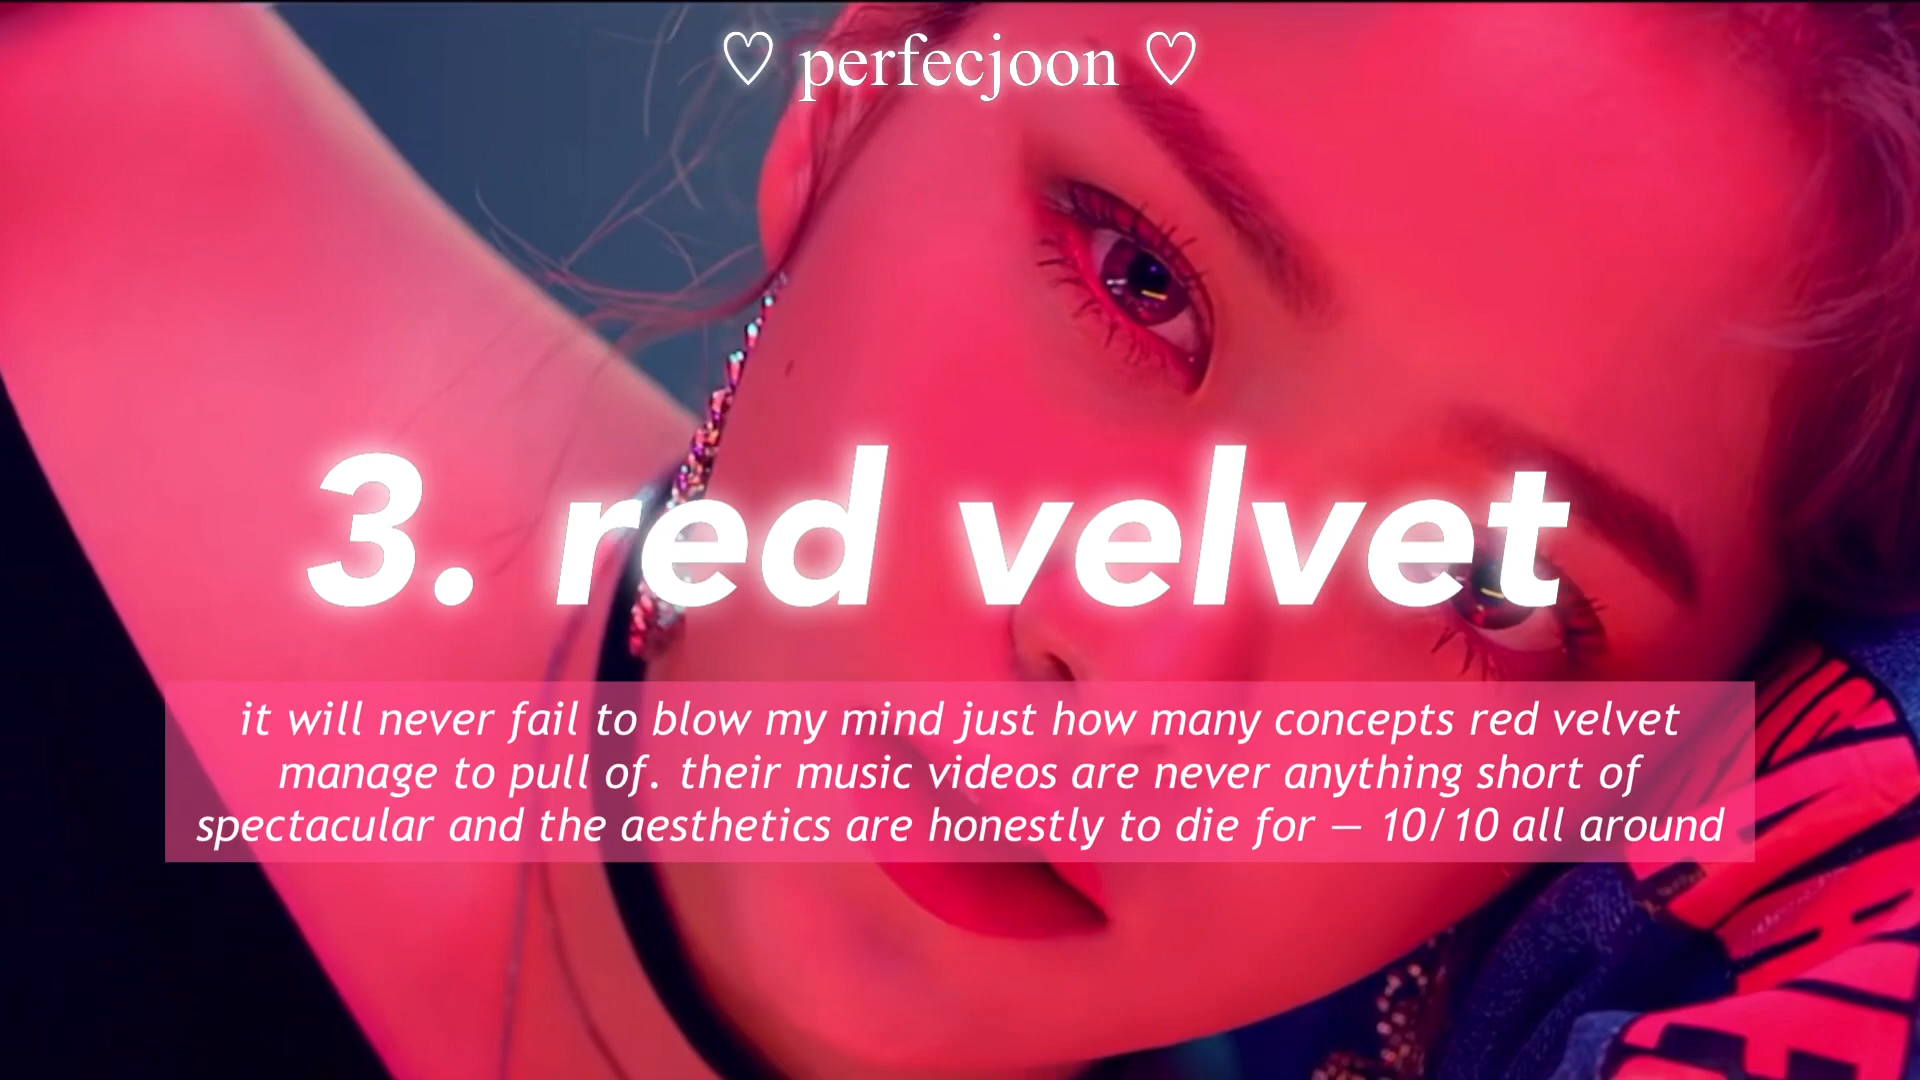 ♡ perfecjoon ♡
3. red velvet
it will never fail to blow my mind just how many concepts red velvet
manage to pull of. their music videos are never anything short of
spectacular and the aesthetics are honestly to die for — 10/10 all around